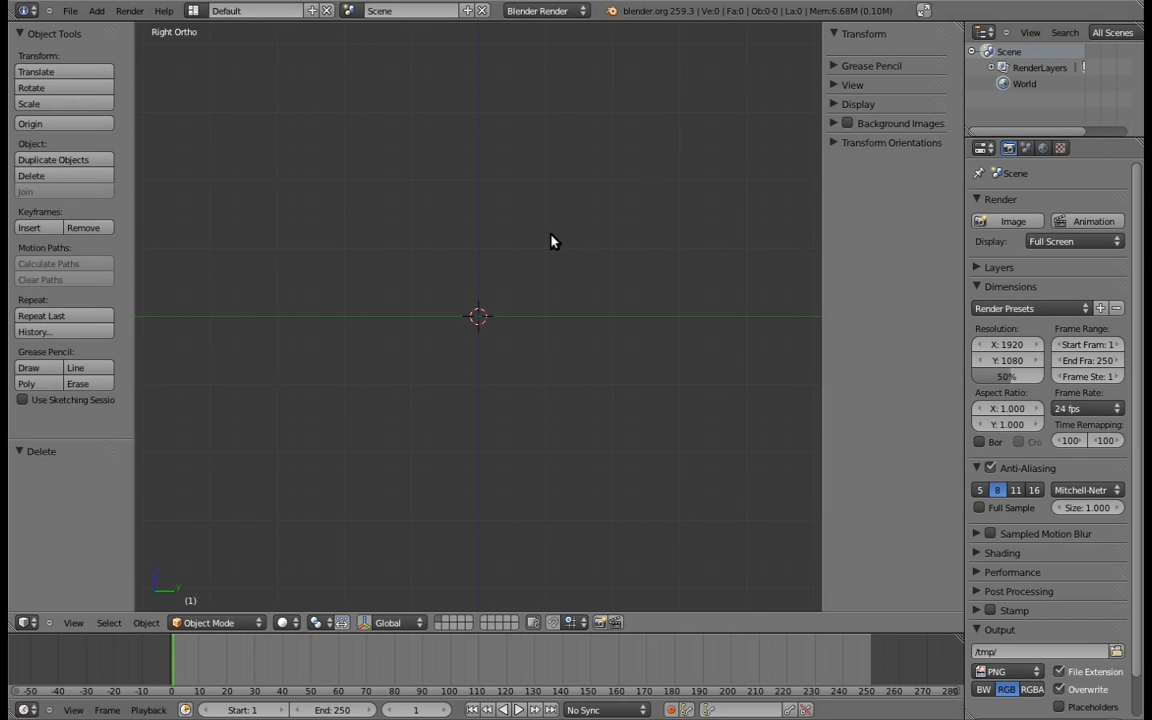 File Add Render Help Default Scene Blender Render blender.org 259.3 | Ve:0 | Fa:0 | Ob:0-0 | La:0 | Mem:6.68M (0.10M)
Object Tools
Transform:
Translate
Rotate
Scale
Origin
Object:
Duplicate Objects
Delete
Join
Keyframes:
Insert Remove
Motion Paths:
Calculate Paths
Clear Paths
Repeat:
Repeat Last
History...
Grease Pencil:
Draw Line
Poly Erase
Use Sketching Sessio
Delete
Right Ortho
y
(1)
Transform
Grease Pencil
View
Display
Background Images
Transform Orientations
View Select Object Object Mode Global
-50 -40 -30 -20 -10 0 10 20 30 40 50 60 70 80 90 100 110 120 130 140 150 160 170 180 190 200 210 220 230 240 250 260 270 280
View Frame Playback Start: 1 End: 250 1 No Sync
View Search All Scenes
Scene
RenderLayers |
World
Scene
Render
Image Animation
Display: Full Screen
Layers
Dimensions
Render Presets
Resolution: Frame Range:
X: 1920 Start Fram: 1
Y: 1080 End Fra: 250
50% Frame Ste: 1
Aspect Ratio: Frame Rate:
X: 1.000 24 fps
Y: 1.000 Time Remapping:
Bor Cro 100 100
Anti-Aliasing
5 8 11 16 Mitchell-Netr
Full Sample Size: 1.000
Sampled Motion Blur
Shading
Performance
Post Processing
Stamp
Output
/tmp/
PNG File Extension
BW RGB RGBA Overwrite
Placeholders